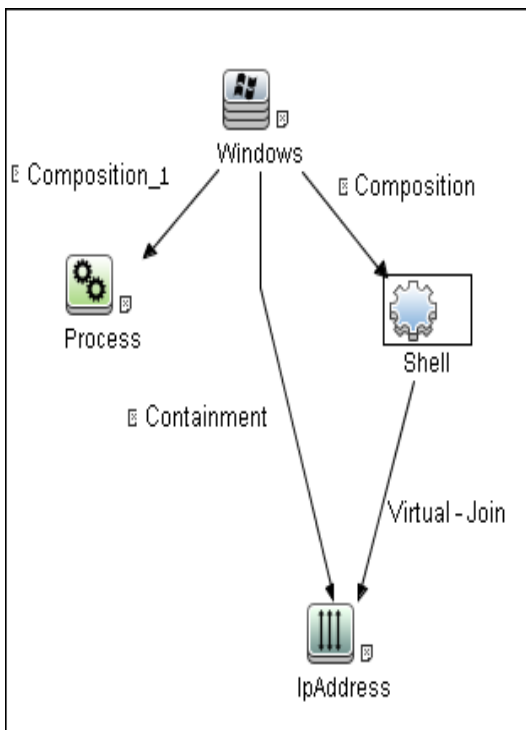 Windows
Composition_1
Composition
Process
Shell
Containment
Virtual - Join
IpAddress